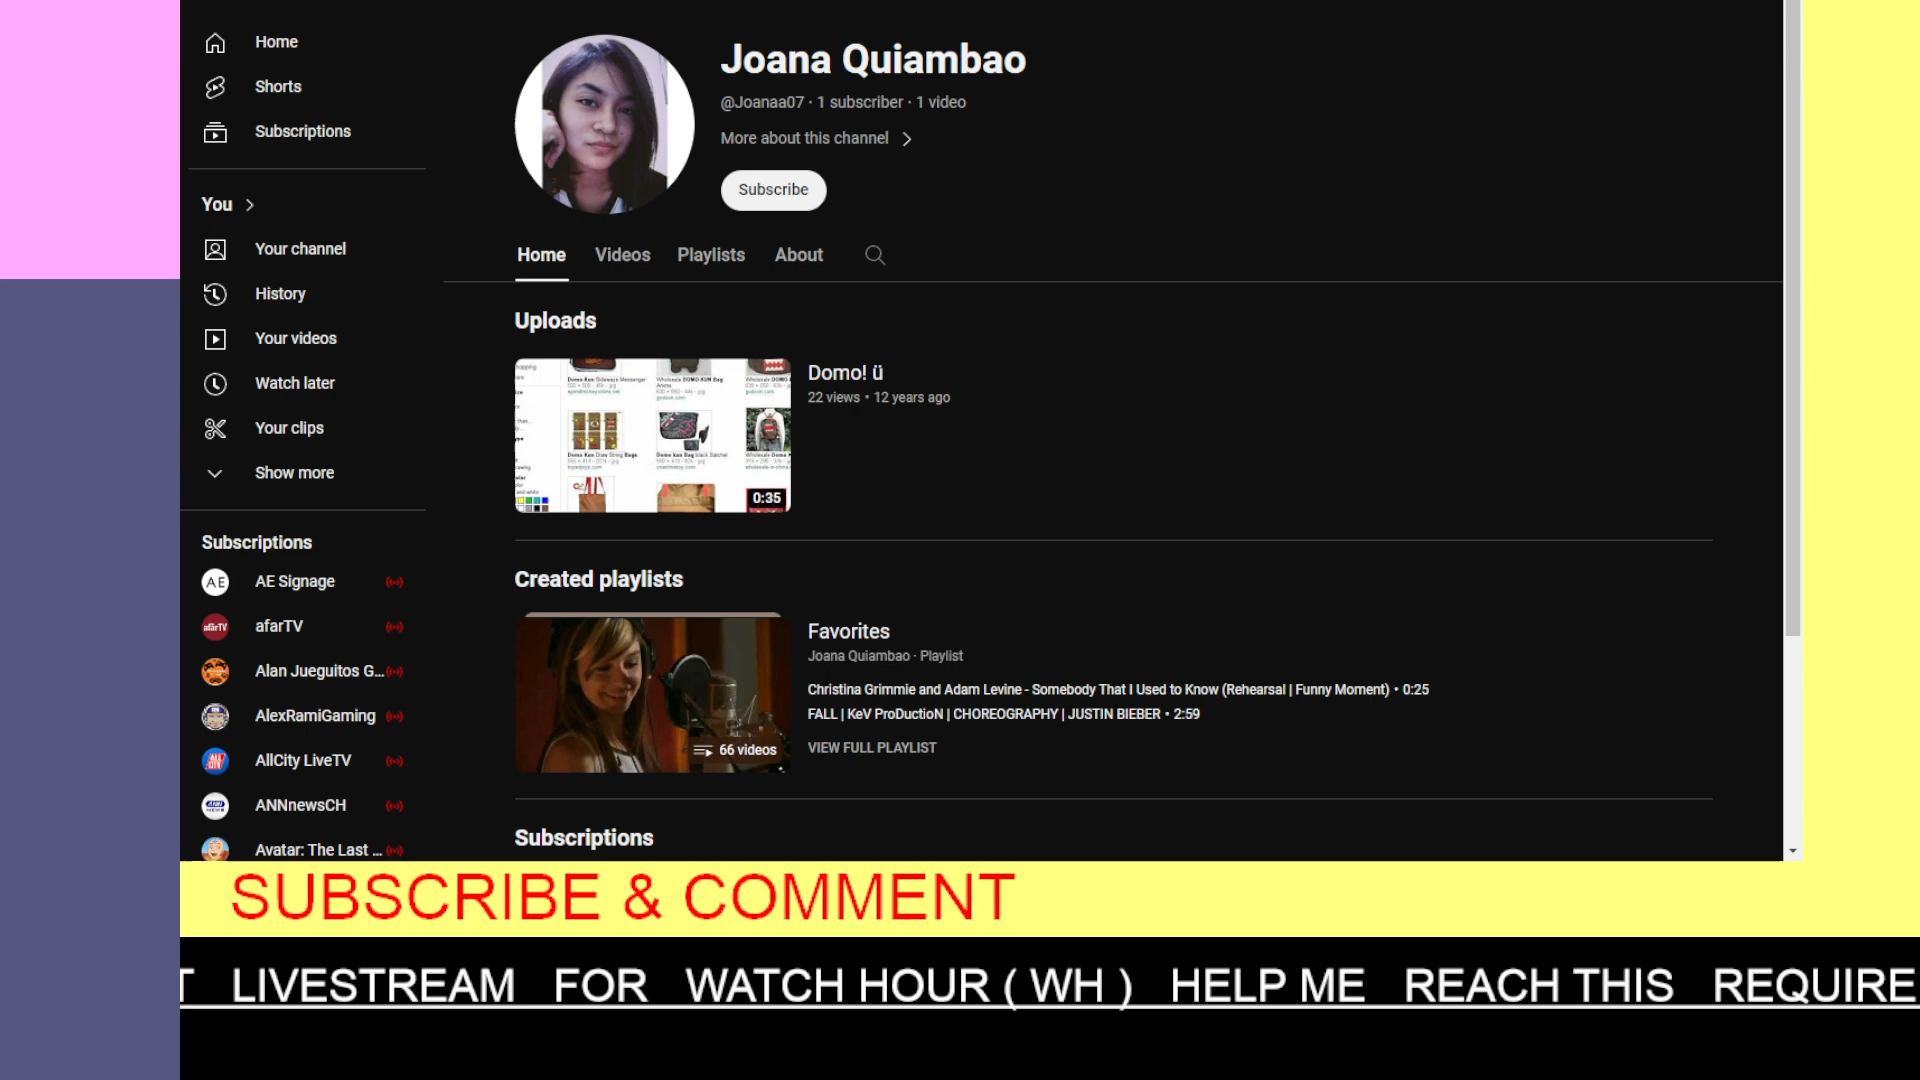 Home
Shorts
Subscriptions
You
Your channel
History
Your videos
Watch later
Your clips
Show more
Subscriptions
AE Signage
afarTV
Alan Jueguitos G...
AlexRamiGaming
AllCity LiveTV
ANNnewsCH
Avatar: The Last ...
Joana Quiambao
@Joanaa07 · 1 subscriber · 1 video
More about this channel
Subscribe
Home Videos Playlists About
Uploads
0:35
Domo! ü
22 views • 12 years ago
Created playlists
66 videos
Favorites
Joana Quiambao · Playlist
Christina Grimmie and Adam Levine - Somebody That I Used to Know (Rehearsal | Funny Moment) • 0:25
FALL | KeV ProDuctioN | CHOREOGRAPHY | JUSTIN BIEBER • 2:59
VIEW FULL PLAYLIST
Subscriptions
SUBSCRIBE & COMMENT
T LIVESTREAM FOR WATCH HOUR ( WH ) HELP ME REACH THIS REQUIRE